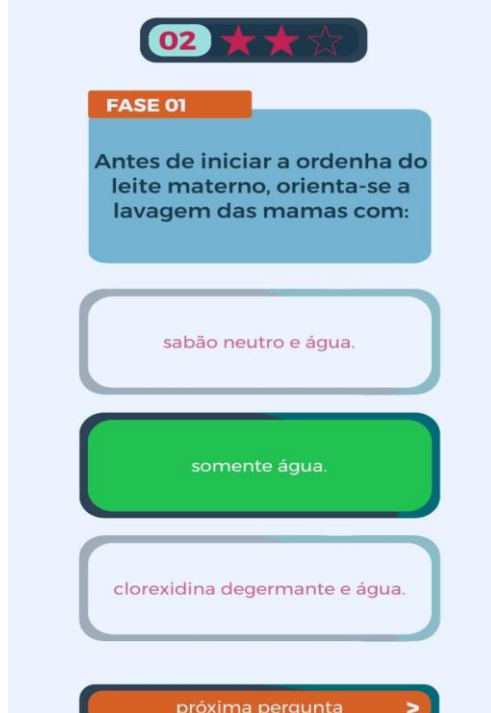 02
FASE 01
Antes de iniciar a ordenha do
leite materno, orienta-se a
lavagem das mamas com:
sabão neutro e água.
somente água.
clorexidina degermante e água.
próxima pergunta >